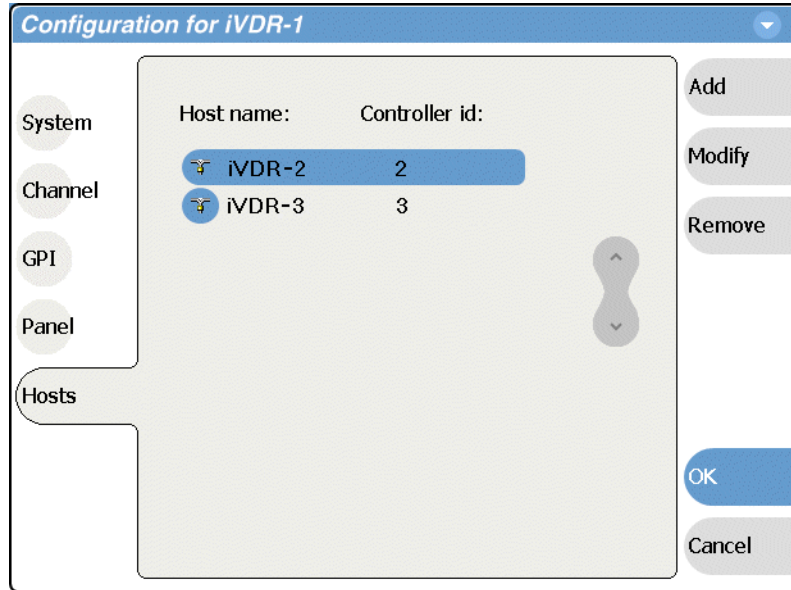 Configuration for iVDR-1
System
Channel
GPI
Panel
Hosts
Host name: Controller id:
iVDR-2 2
iVDR-3 3
Add
Modify
Remove
OK
Cancel